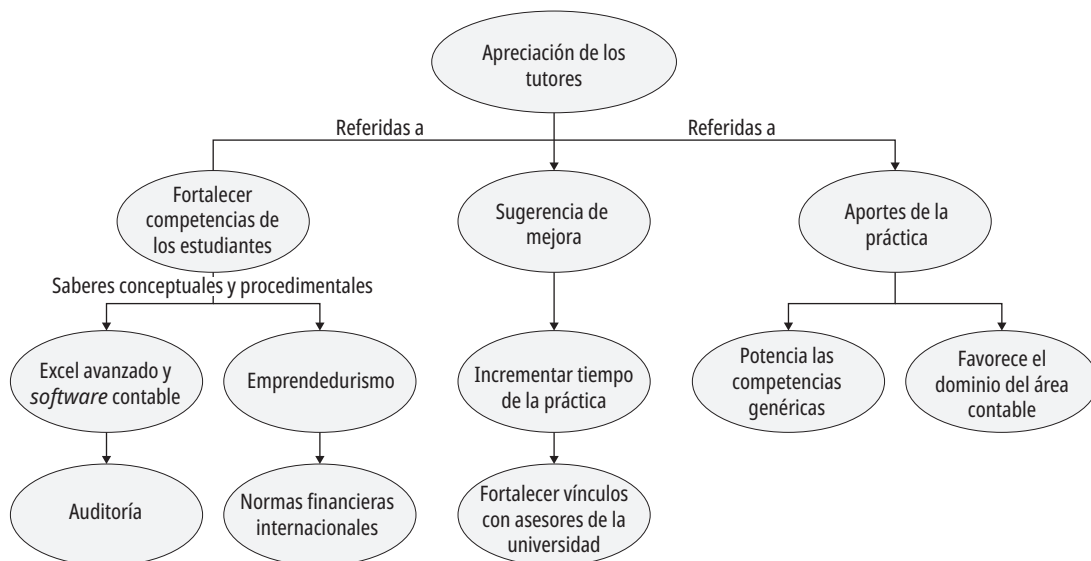 Apreciación de los
tutores
Referidas a
Referidas a
Fortalecer
competencias de
los estudiantes
Sugerencia de
mejora
Aportes de la
práctica
Saberes conceptuales y procedimentales
Excel avanzado y
software contable
Emprendedurismo
Incrementar tiempo
de la práctica
Potencia las
competencias
genéricas
Favorece el
dominio del área
contable
Auditoría
Normas financieras
internacionales
Fortalecer vínculos
con asesores de la
universidad